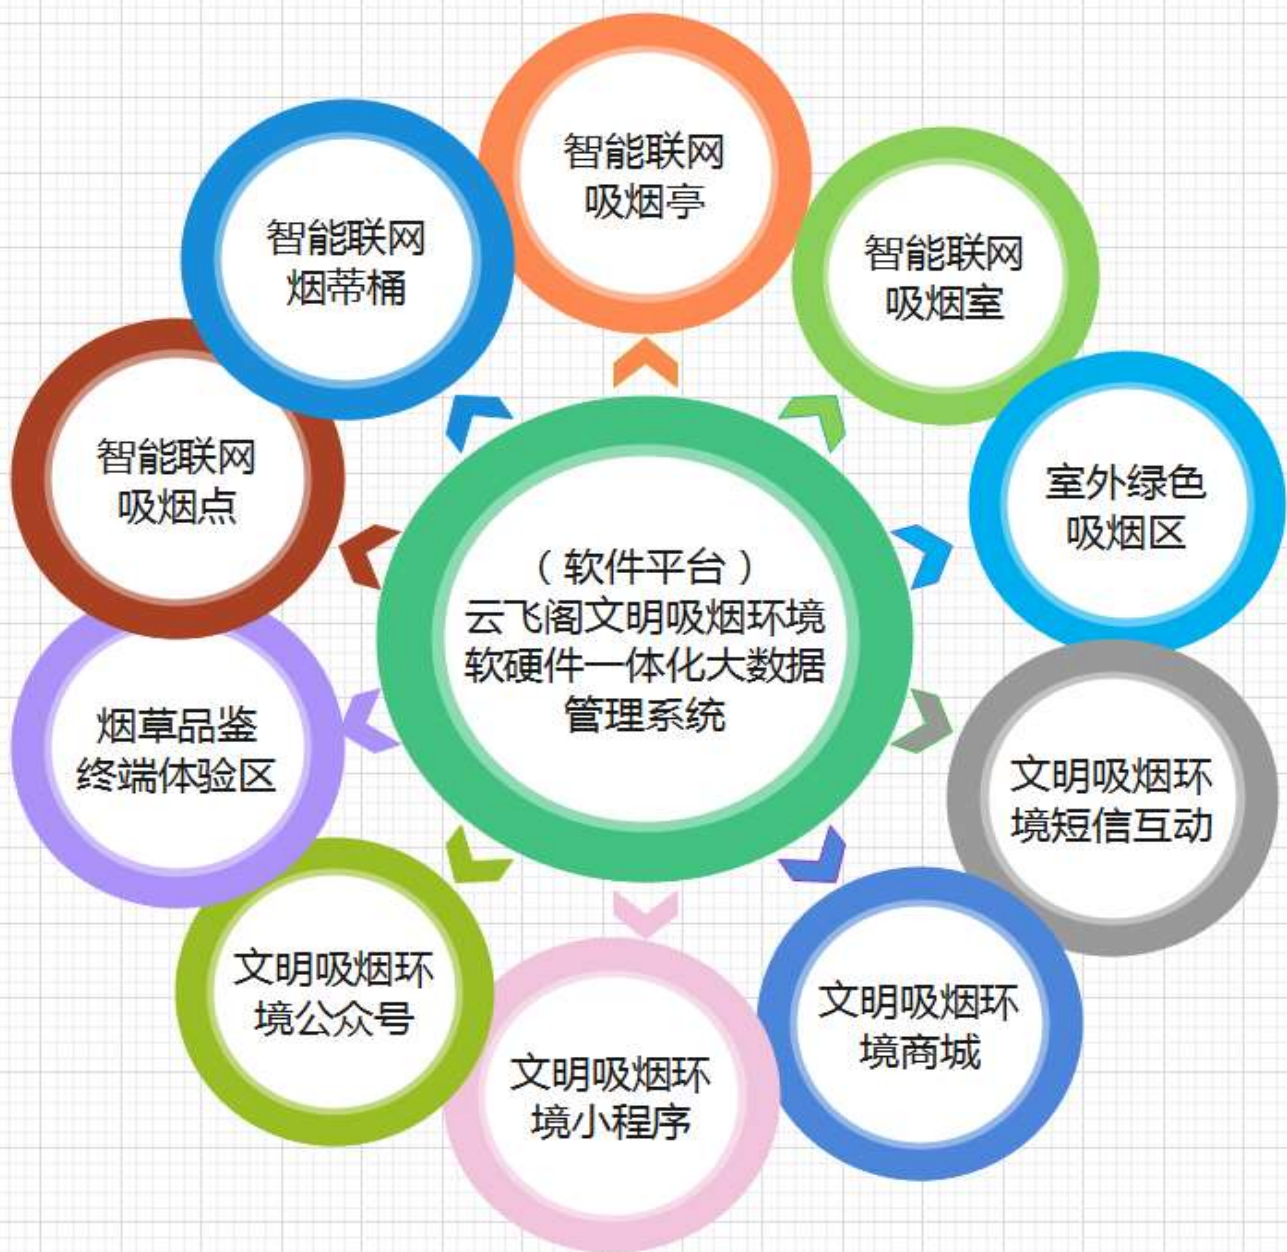 智能联网
吸烟亭
智能联网
吸烟室
室外绿色
吸烟区
文明吸烟环
境短信互动
文明吸烟环
境商城
文明吸烟环
境小程序
文明吸烟环
境公众号
烟草品鉴
终端体验区
智能联网
吸烟点
智能联网
烟蒂桶
（软件平台）
云飞阁文明吸烟环境
软硬件一体化大数据
管理系统